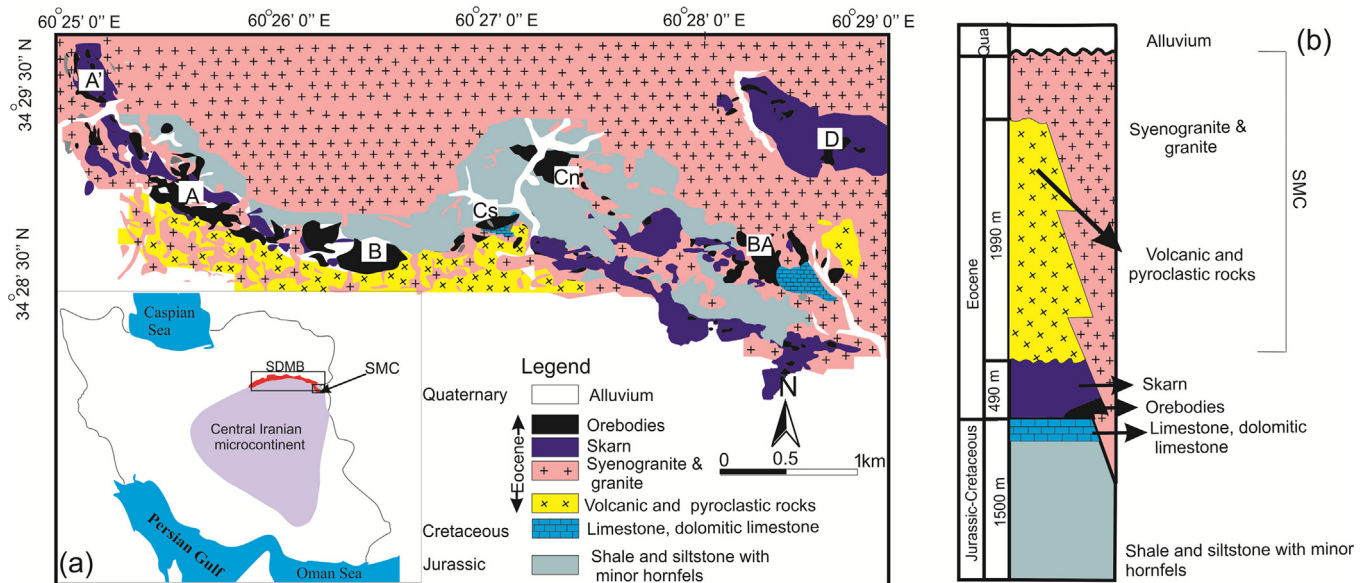 60°25'0" E
60°26'0" E
60°27'0" E
60°28'0" E
60°29'0" E
34°29'30" N
34°28'30" N
A'
A
B
Cs
Cn
BA
D
Caspian
Sea
SDMB
SMC
Central Iranian
microcontinent
Persian Gulf
Oman Sea
(a)
Legend
Quaternary
Alluvium
Eocene
Orebodies
Skarn
Syenogranite &
granite
Volcanic and pyroclastic rocks
Cretaceous
Limestone, dolomitic limestone
Jurassic
Shale and siltstone with
minor hornfels
N
0
0.5
1km
(b)
Qua
Eocene
Jurassic-Cretaceous
1990 m
490 m
1500 m
Alluvium
Syenogranite &
granite
SMC
Volcanic and
pyroclastic rocks
Skarn
Orebodies
Limestone, dolomitic
limestone
Shale and siltstone with minor
hornfels